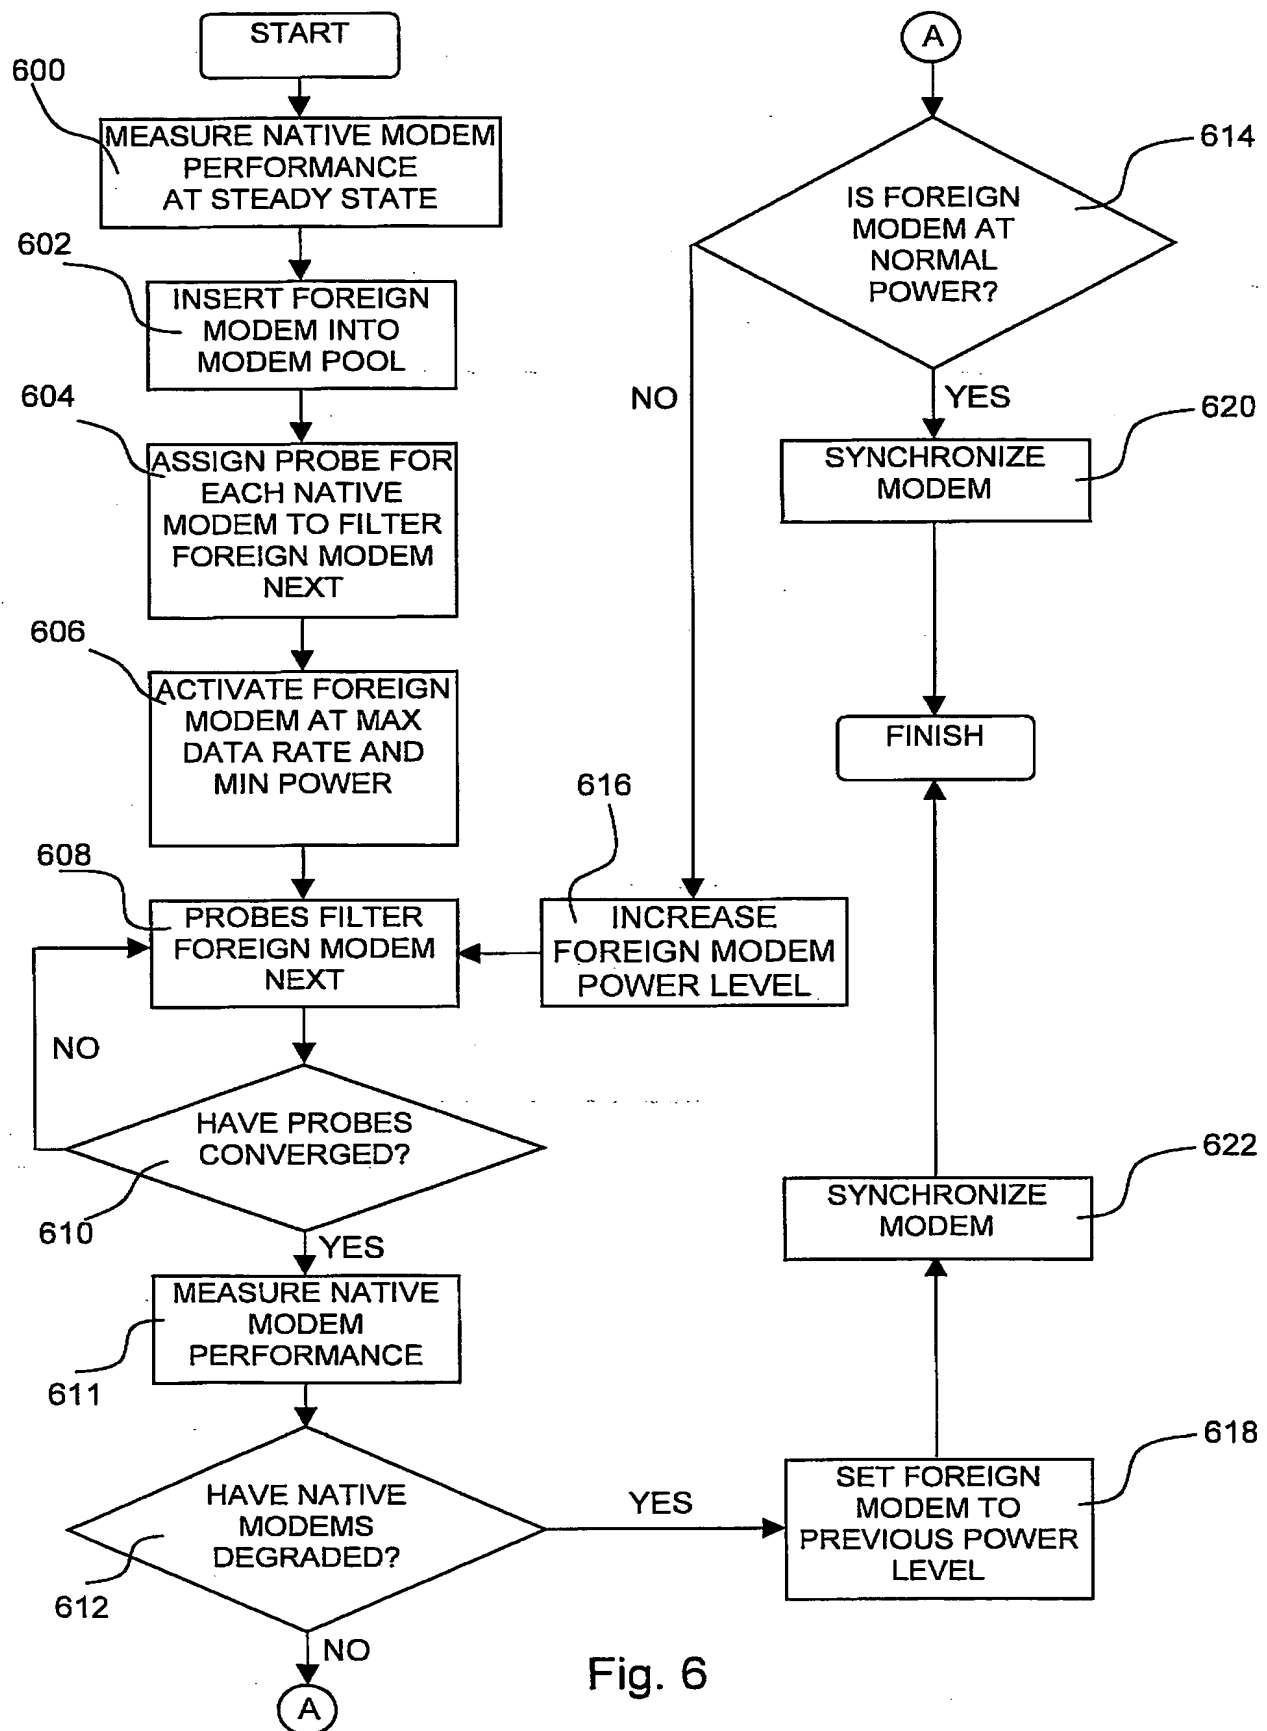 START
600
MEASURE NATIVE MODEM
PERFORMANCE
AT STEADY STATE
602
INSERT FOREIGN
MODEM INTO
MODEM POOL
604
ASSIGN PROBE FOR
EACH NATIVE
MODEM TO FILTER
FOREIGN MODEM
NEXT
606
ACTIVATE FOREIGN
MODEM AT MAX
DATA RATE AND
MIN POWER
608
PROBES FILTER
FOREIGN MODEM
NEXT
NO
HAVE PROBES
CONVERGED?
610
YES
MEASURE NATIVE
MODEM
PERFORMANCE
611
HAVE NATIVE
MODEMS
DEGRADED?
612
YES
NO
A
A
614
IS FOREIGN
MODEM AT
NORMAL
POWER?
NO
YES
620
SYNCHRONIZE
MODEM
FINISH
616
INCREASE
FOREIGN MODEM
POWER LEVEL
622
SYNCHRONIZE
MODEM
618
SET FOREIGN
MODEM TO
PREVIOUS POWER
LEVEL
Fig. 6